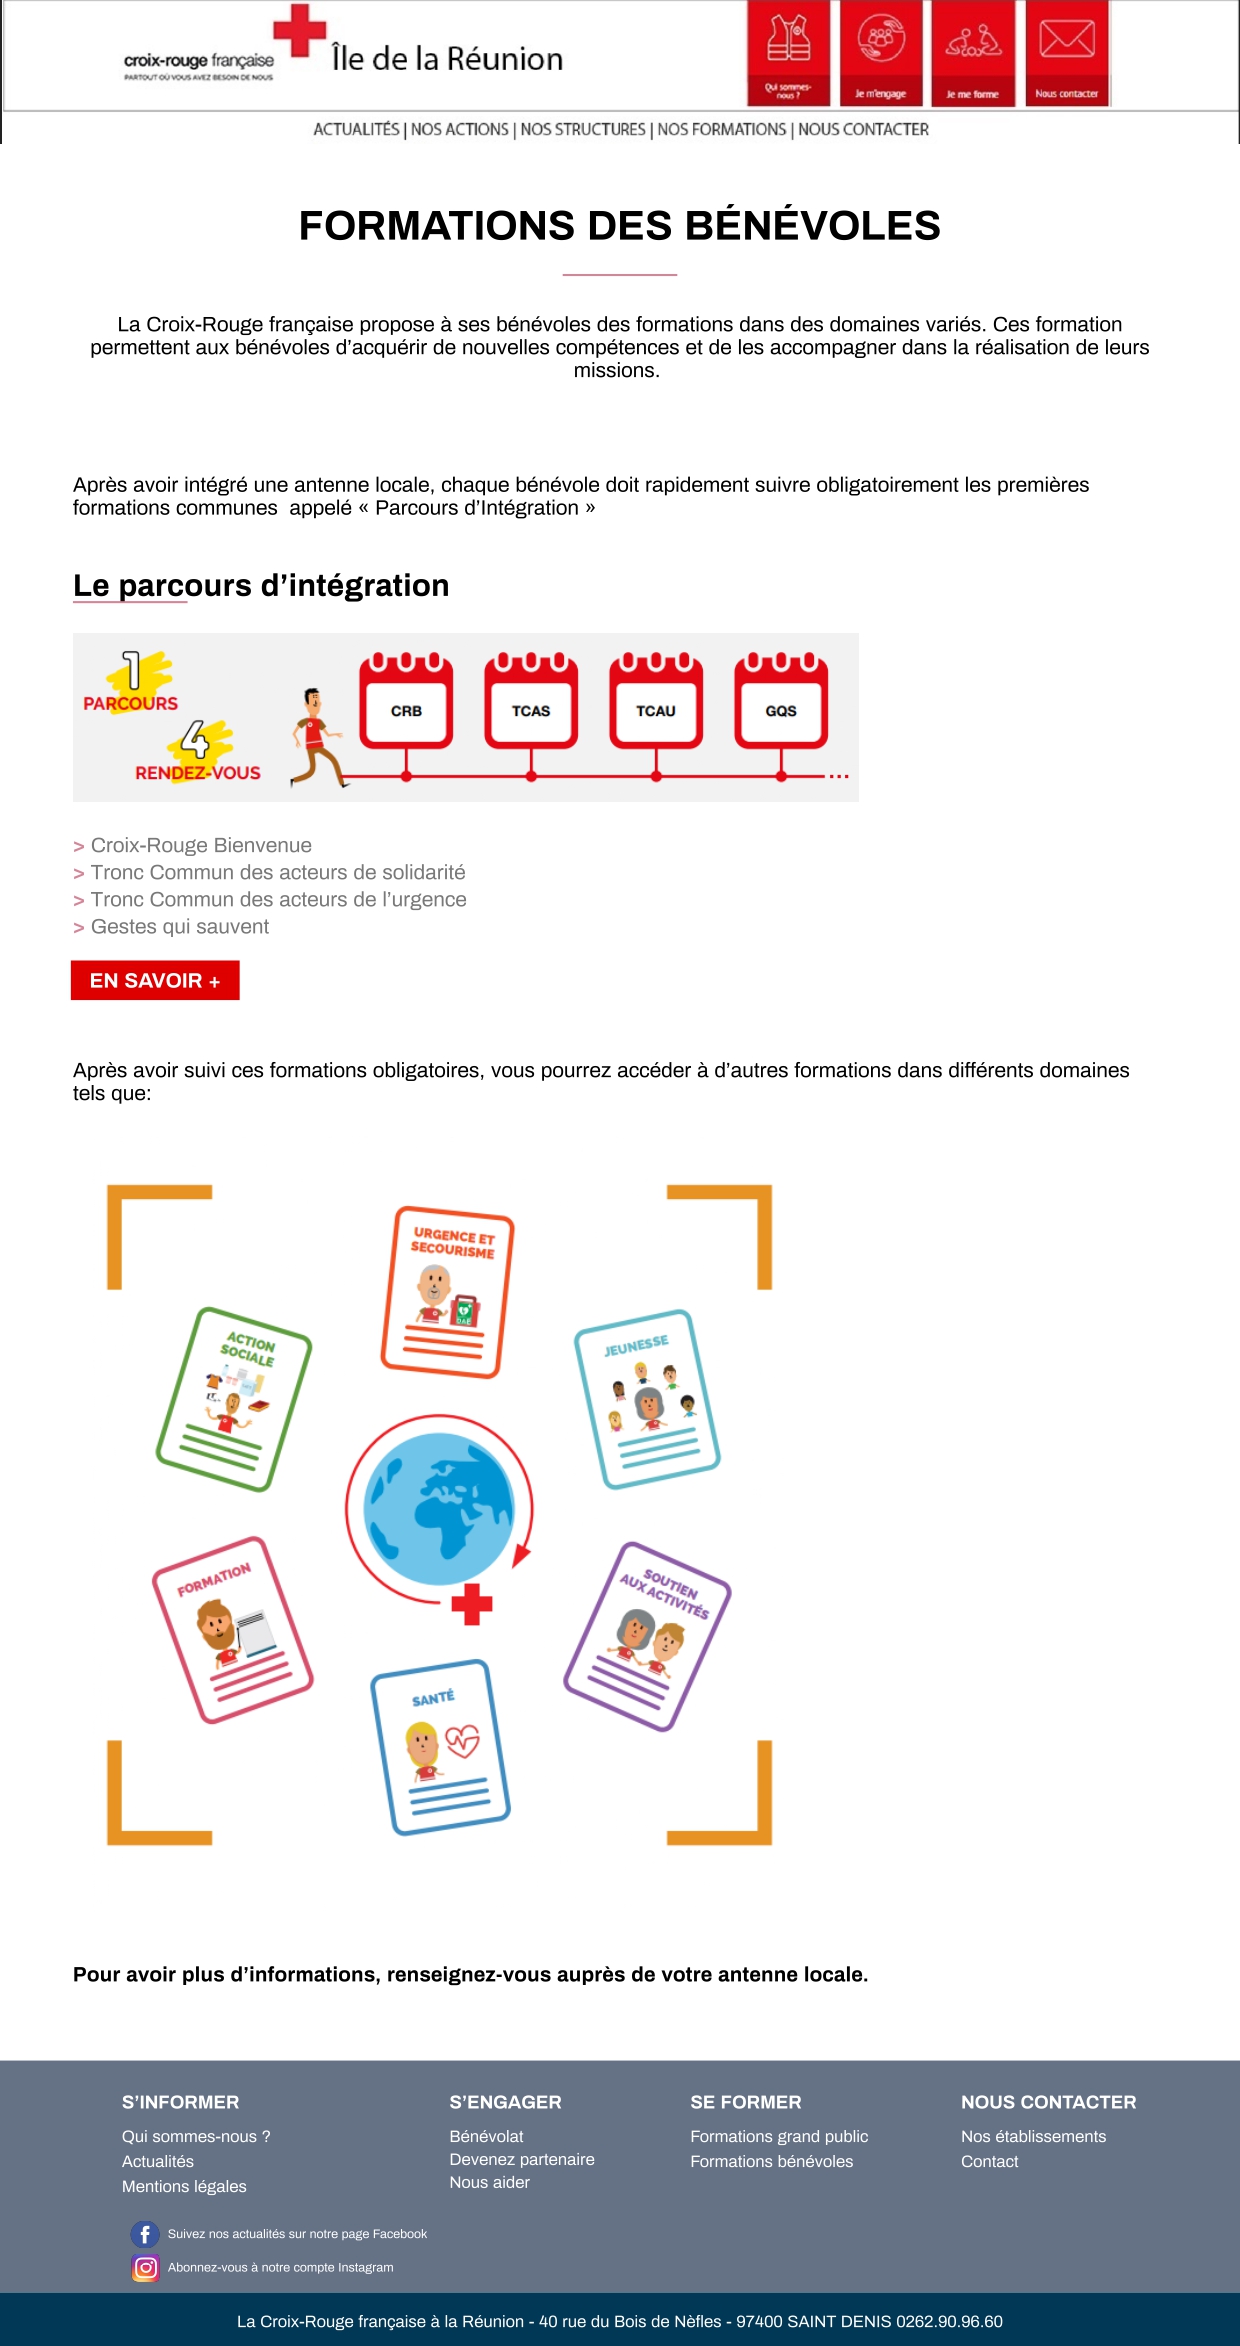 croix-rouge française
PARTOUT OÙ VOUS AVEZ BESOIN DE NOUS
Île de la Réunion
Qui sommes-
nous ?
Je m'engage
Je me forme
Nous contacter
ACTUALITÉS | NOS ACTIONS | NOS STRUCTURES | NOS FORMATIONS | NOUS CONTACTER
FORMATIONS DES BÉNÉVOLES
La Croix-Rouge française propose à ses bénévoles des formations dans des domaines variés. Ces formation
permettent aux bénévoles d’acquérir de nouvelles compétences et de les accompagner dans la réalisation de leurs
missions.
Après avoir intégré une antenne locale, chaque bénévole doit rapidement suivre obligatoirement les premières
formations communes  appelé « Parcours d’Intégration »
Le parcours d’intégration
1
PARCOURS
4
RENDEZ-VOUS
CRB
TCAS
TCAU
GQS
> Croix-Rouge Bienvenue
> Tronc Commun des acteurs de solidarité
> Tronc Commun des acteurs de l’urgence
> Gestes qui sauvent
EN SAVOIR +
Après avoir suivi ces formations obligatoires, vous pourrez accéder à d’autres formations dans différents domaines
tels que:
URGENCE ET
SECOURISME
DAE
ACTION
SOCIALE
JEUNESSE
FORMATION
SOUTIEN
AUX ACTIVITÉS
SANTÉ
Pour avoir plus d’informations, renseignez-vous auprès de votre antenne locale.
S’INFORMER
Qui sommes-nous ?
Actualités
Mentions légales
S’ENGAGER
Bénévolat
Devenez partenaire
Nous aider
SE FORMER
Formations grand public
Formations bénévoles
NOUS CONTACTER
Nos établissements
Contact
Suivez nos actualités sur notre page Facebook
Abonnez-vous à notre compte Instagram
La Croix-Rouge française à la Réunion - 40 rue du Bois de Nèfles - 97400 SAINT DENIS 0262.90.96.60